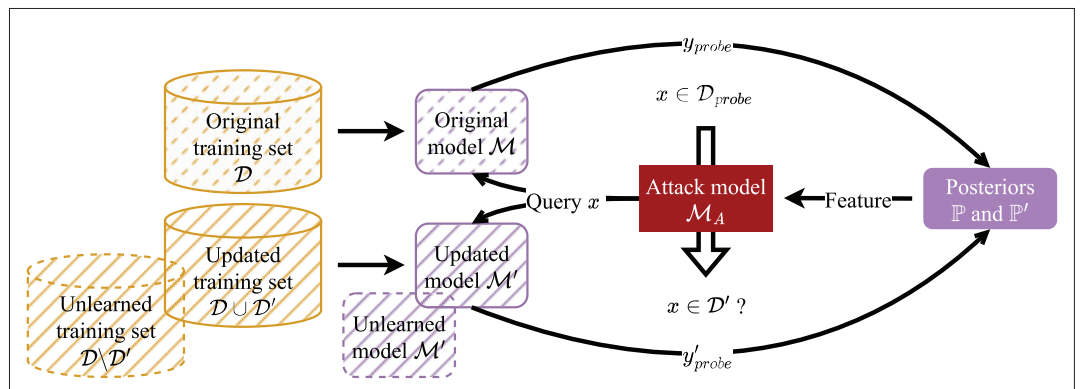 y_probe
x ∈ D_probe
Original
training set
D
Original
model M
Query x
Attack model
M_A
Feature
Posteriors
ℙ and ℙ′
Updated
training set
D ∪ D′
Updated
model M′
Unlearned
training set
D\D′
Unlearned
model M′
x ∈ D′ ?
y′_probe